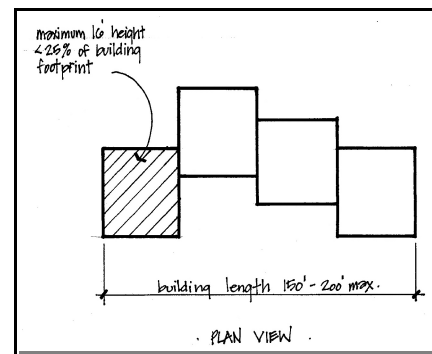 maximum 16' height
<25% of building
footprint
building length 150'-200' max.
. PLAN VIEW .